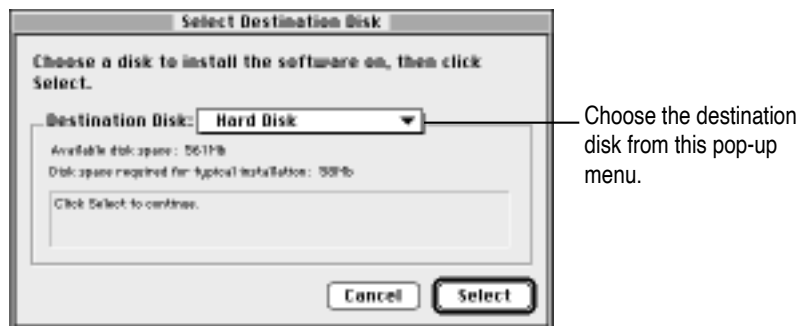 Select Destination Disk
Choose a disk to install the software on, then click
Select.
Destination Disk: Hard Disk
Available disk space: 561Mb
Disk space required for typical installation: 58Mb
Click Select to continue.
Cancel Select
Choose the destination
disk from this pop-up
menu.